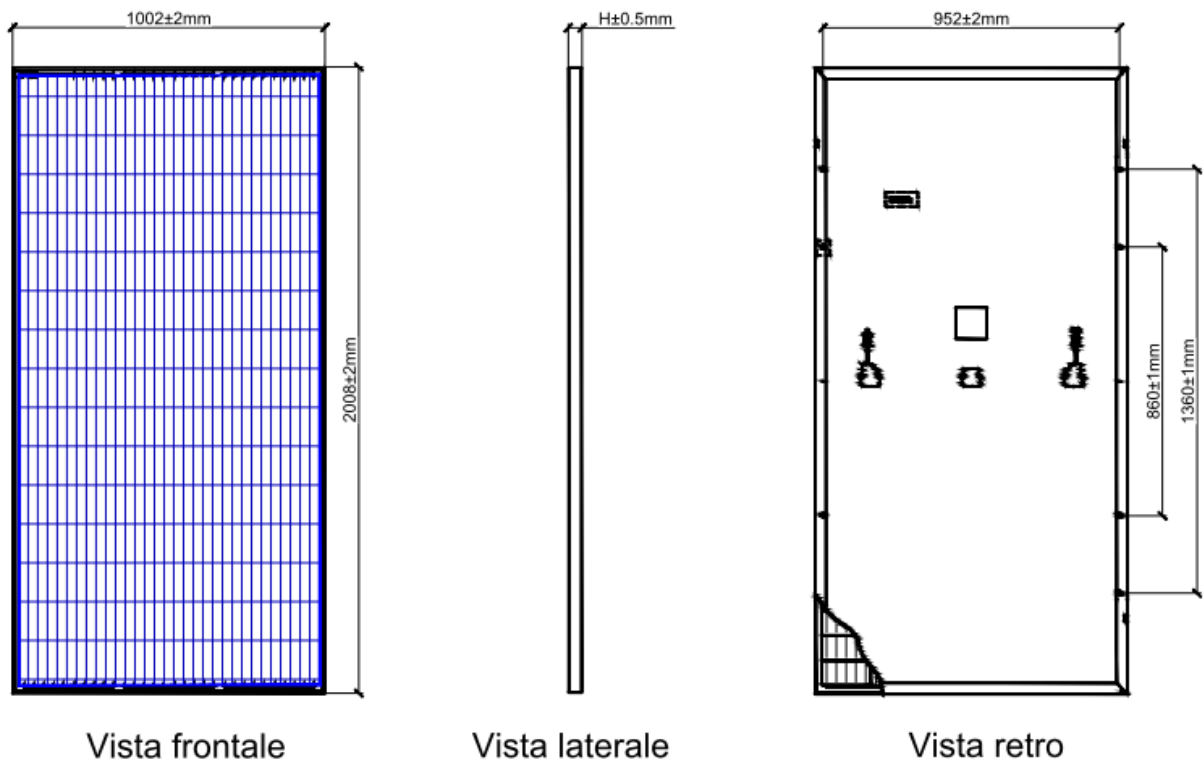 1002±2mm
H±0.5mm
952±2mm
2008±2mm
860±1mm
1360±1mm
Vista frontale
Vista laterale
Vista retro